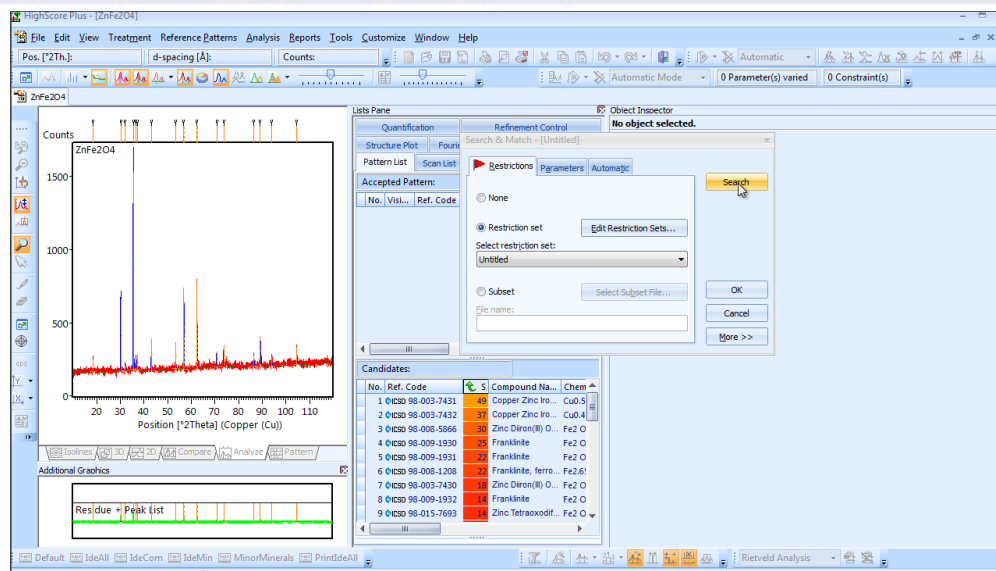 HighScore Plus - [ZnFe2O4]
File Edit View Treatment Reference Patterns Analysis Reports Tools Customize Window Help
Pos. [°2Th.]: d-spacing [Å]: Counts: Automatic
Automatic Mode 0 Parameter(s) varied 0 Constraint(s)
ZnFe2O4
Lists Pane
Object Inspector
Quantification Refinement Control
No object selected.
Structure Plot Fouri
Pattern List Scan List
Accepted Pattern:
No. Visi... Ref. Code
Search & Match - [Untitled]
Restrictions Parameters Automatic
Search
None
Restriction set Edit Restriction Sets...
Select restriction set:
Untitled
Subset Select Subset File...
File name:
OK
Cancel
More >>
Counts
ZnFe2O4
1500
1000
500
0
20 30 40 50 60 70 80 90 100 110
Position [°2Theta] (Copper (Cu))
Isolines 3D 2D Compare Analyze Pattern
Additional Graphics
Residue + Peak List
Candidates:
No. Ref. Code S Compound Na... Chem
1 ICSD 98-003-7431 49 Copper Zinc Iro... Cu0.5
2 ICSD 98-003-7432 37 Copper Zinc Iro... Cu0.4
3 ICSD 98-008-5866 30 Zinc Diiron(III) O... Fe2 O
4 ICSD 98-009-1930 25 Franklinite Fe2 O
5 ICSD 98-009-1931 22 Franklinite Fe2 O
6 ICSD 98-008-1208 22 Franklinite, ferro... Fe2.6
7 ICSD 98-003-7430 18 Zinc Diiron(III) O... Fe2 O
8 ICSD 98-009-1932 14 Franklinite Fe2 O
9 ICSD 98-015-7693 14 Zinc Tetraoxodif... Fe2 O
Default IdeAll IdeCom IdeMin MinorMinerals PrintIdeAll Rietveld Analysis